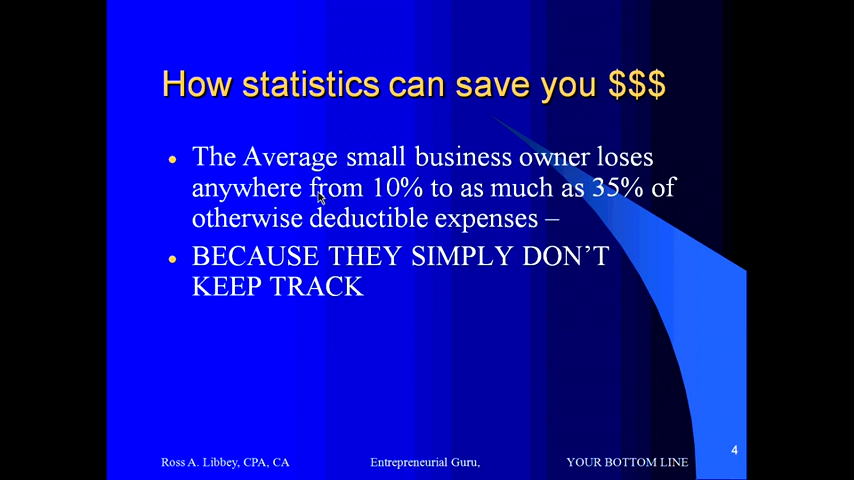 How statistics can save you $$$
• The Average small business owner loses
anywhere from 10% to as much as 35% of
otherwise deductible expenses –
• BECAUSE THEY SIMPLY DON’T
KEEP TRACK
4
Ross A. Libbey, CPA, CA Entrepreneurial Guru, YOUR BOTTOM LINE